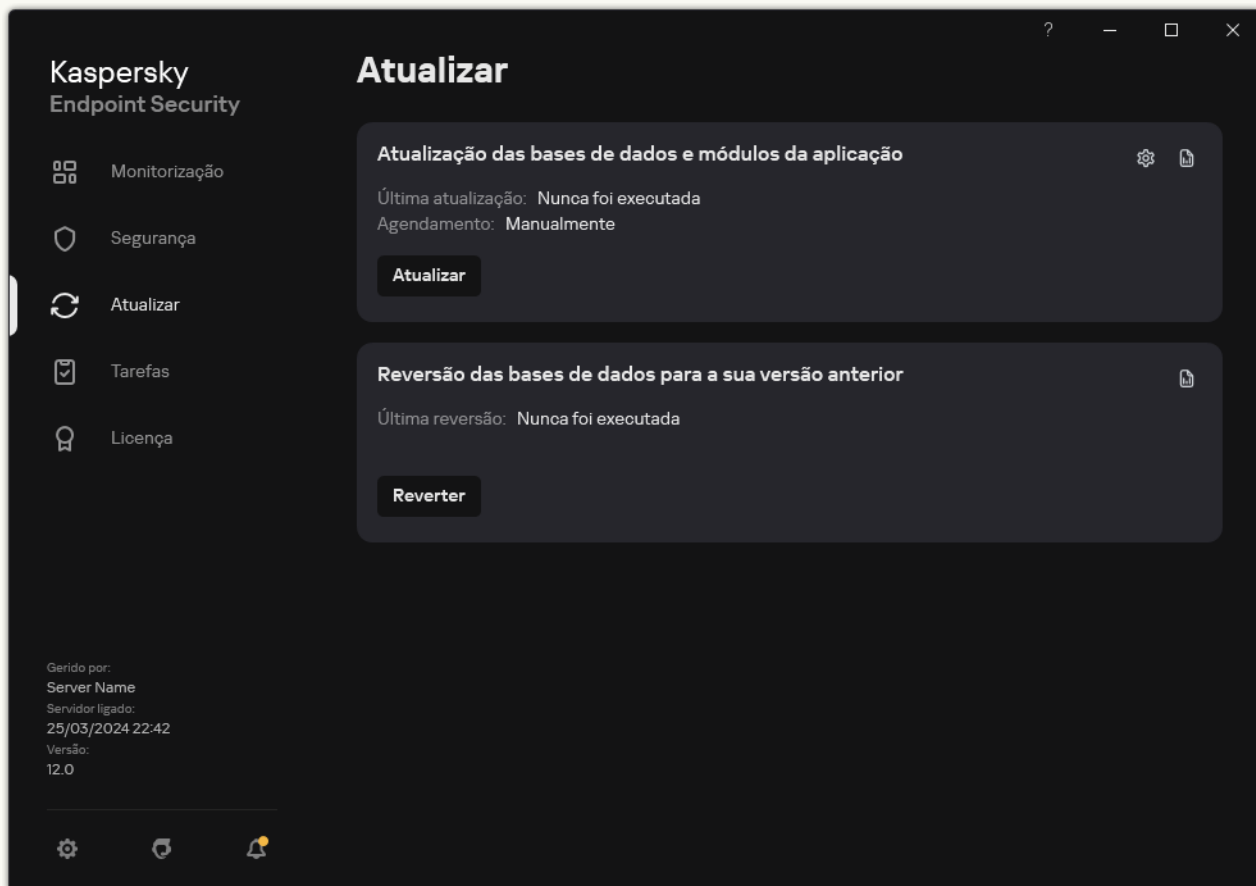 ?
Kaspersky
Endpoint Security
Monitorização
Segurança
Atualizar
Tarefas
Licença
Gerido por:
Server Name
Servidor ligado:
25/03/2024 22:42
Versão:
12.0
Atualizar
Atualização das bases de dados e módulos da aplicação
Última atualização: Nunca foi executada
Agendamento: Manualmente
Atualizar
Reversão das bases de dados para a sua versão anterior
Última reversão: Nunca foi executada
Reverter